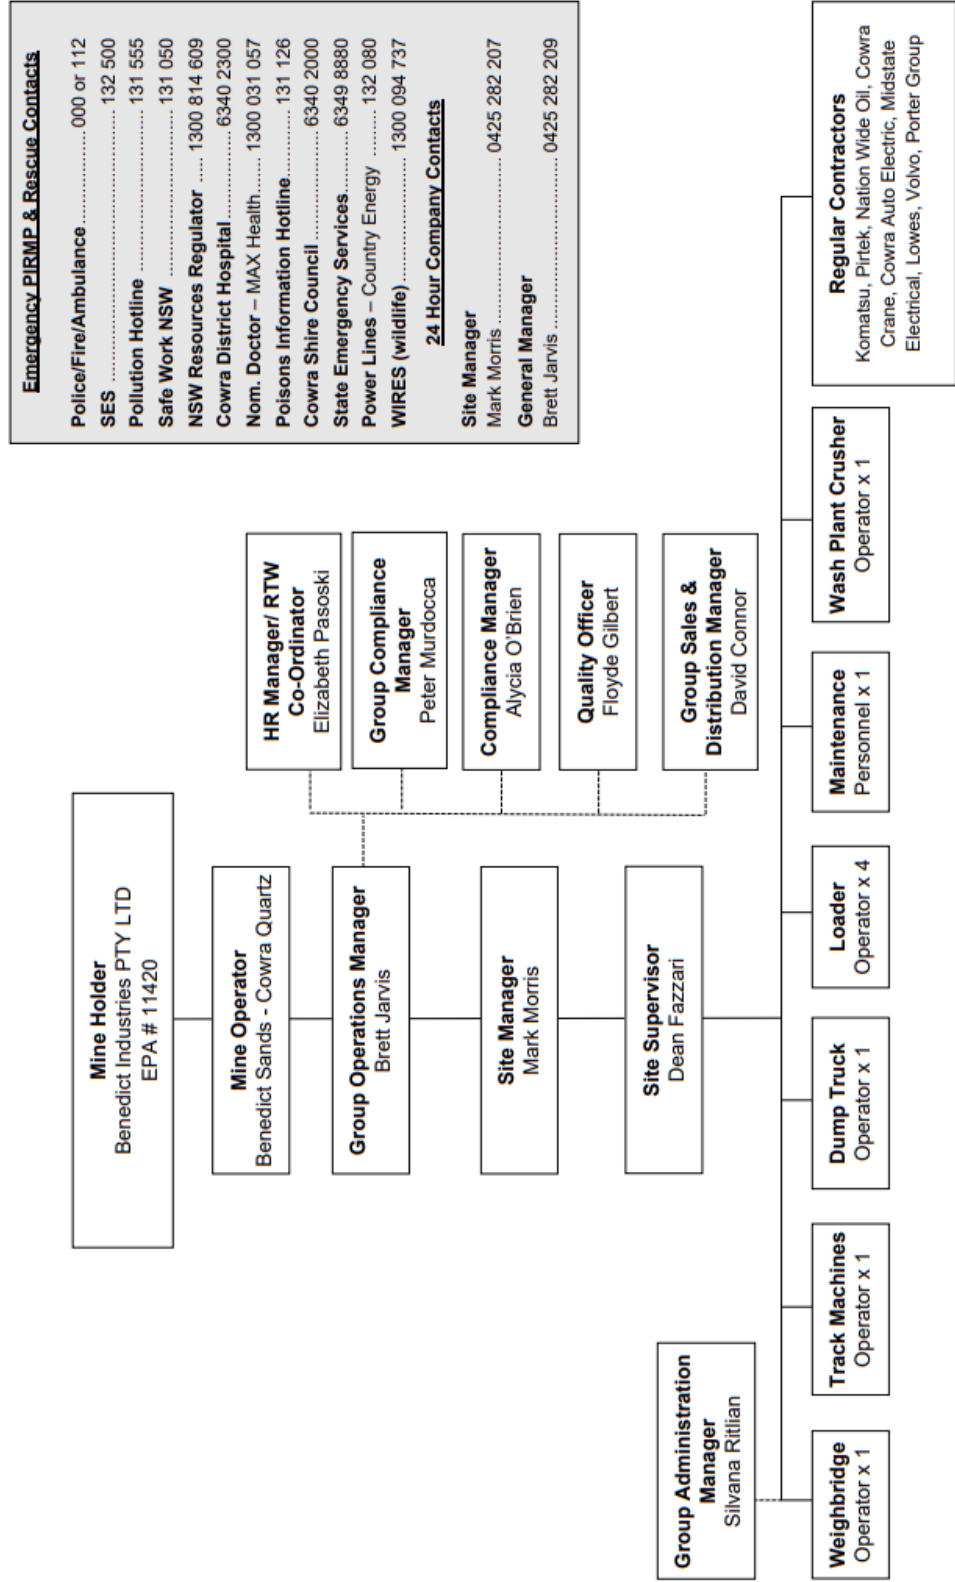 Mine Holder
Benedict Industries PTY LTD
EPA # 11420
Mine Operator
Benedict Sands - Cowra Quartz
Group Operations Manager
Brett Jarvis
Site Manager
Mark Morris
Site Supervisor
Dean Fazzari
HR Manager/ RTW
Co-Ordinator
Elizabeth Pasoski
Group Compliance
Manager
Peter Murdocca
Compliance Manager
Alycia O'Brien
Quality Officer
Floyde Gilbert
Group Sales &
Distribution Manager
David Connor
Emergency PIRMP & Rescue Contacts
Police/Fire/Ambulance.................... 000 or 112
SES ................................................ 132 500
Pollution Hotline ............................. 131 555
Safe Work NSW ............................. 131 050
NSW Resources Regulator .... 1300 814 609
Cowra District Hospital............... 6340 2300
Nom. Doctor – MAX Health....... 1300 031 057
Poisons Information Hotline......... 131 126
Cowra Shire Council ................... 6340 2000
State Emergency Services.......... 6349 8880
Power Lines – Country Energy ......... 132 080
WIRES (wildlife)......................... 1300 094 737
24 Hour Company Contacts
Site Manager
Mark Morris .................................. 0425 282 207
General Manager
Brett Jarvis ................................... 0425 282 209
Group Administration
Manager
Silvana Ritlian
Weighbridge
Operator x 1
Track Machines
Operator x 1
Dump Truck
Operator x 1
Loader
Operator x 4
Maintenance
Personnel x 1
Wash Plant Crusher
Operator x 1
Regular Contractors
Komatsu, Pirtek, Nation Wide Oil, Cowra
Crane, Cowra Auto Electric, Midstate
Electrical, Lowes, Volvo, Porter Group